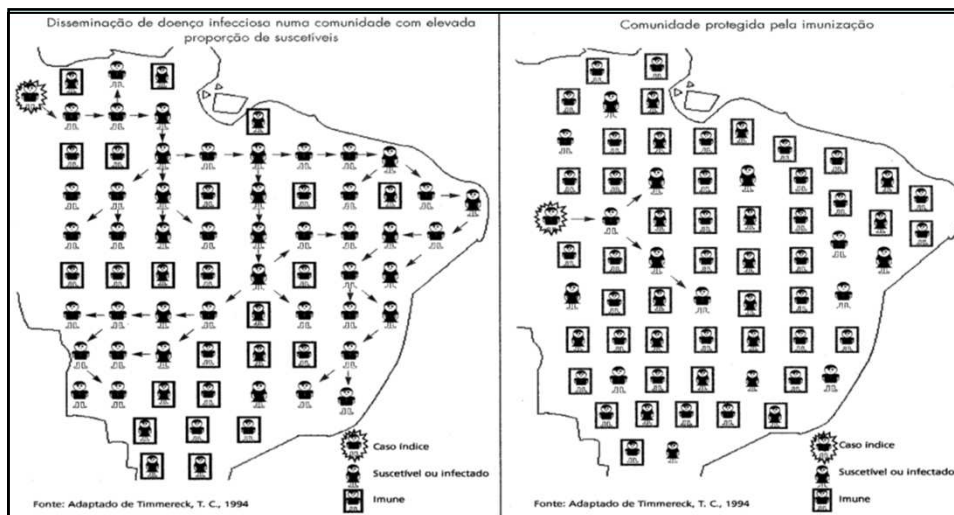 Disseminação de doença infecciosa numa comunidade com elevada
proporção de suscetíveis
Caso índice
Suscetível ou infectado
Imune
Fonte: Adaptado de Timmereck, T. C., 1994
Comunidade protegida pela imunização
Caso índice
Suscetível ou infectado
Imune
Fonte: Adaptado de Timmereck, T. C., 1994